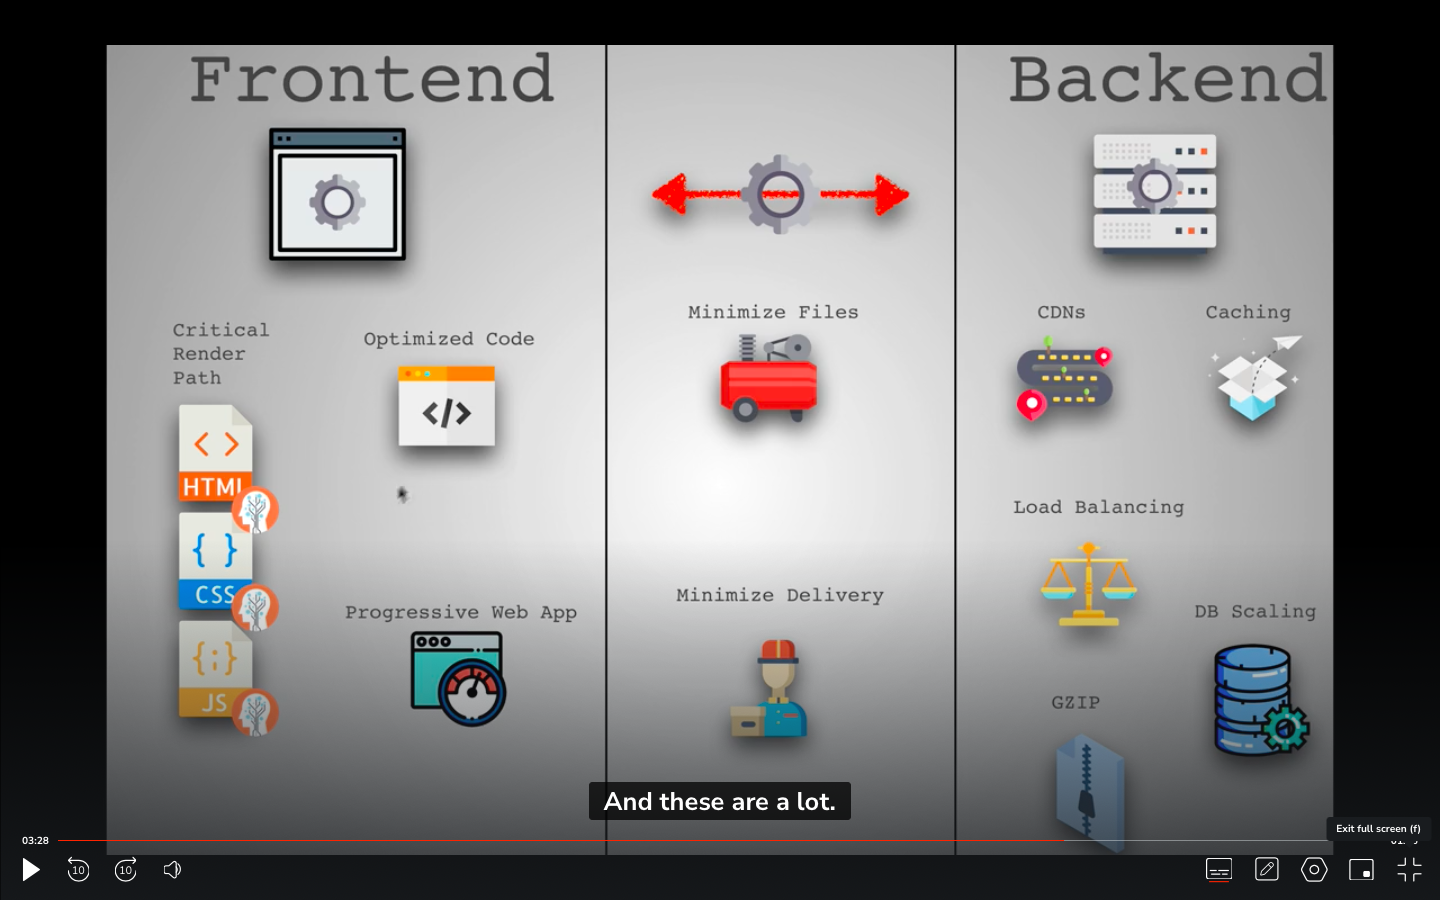 Frontend
Backend
Critical
Render
Path
Optimized Code
HTML
CSS
JS
Progressive Web App
Minimize Files
Minimize Delivery
CDNs
Caching
Load Balancing
DB Scaling
GZIP
And these are a lot.
Exit full screen (f)
03:28
10
10